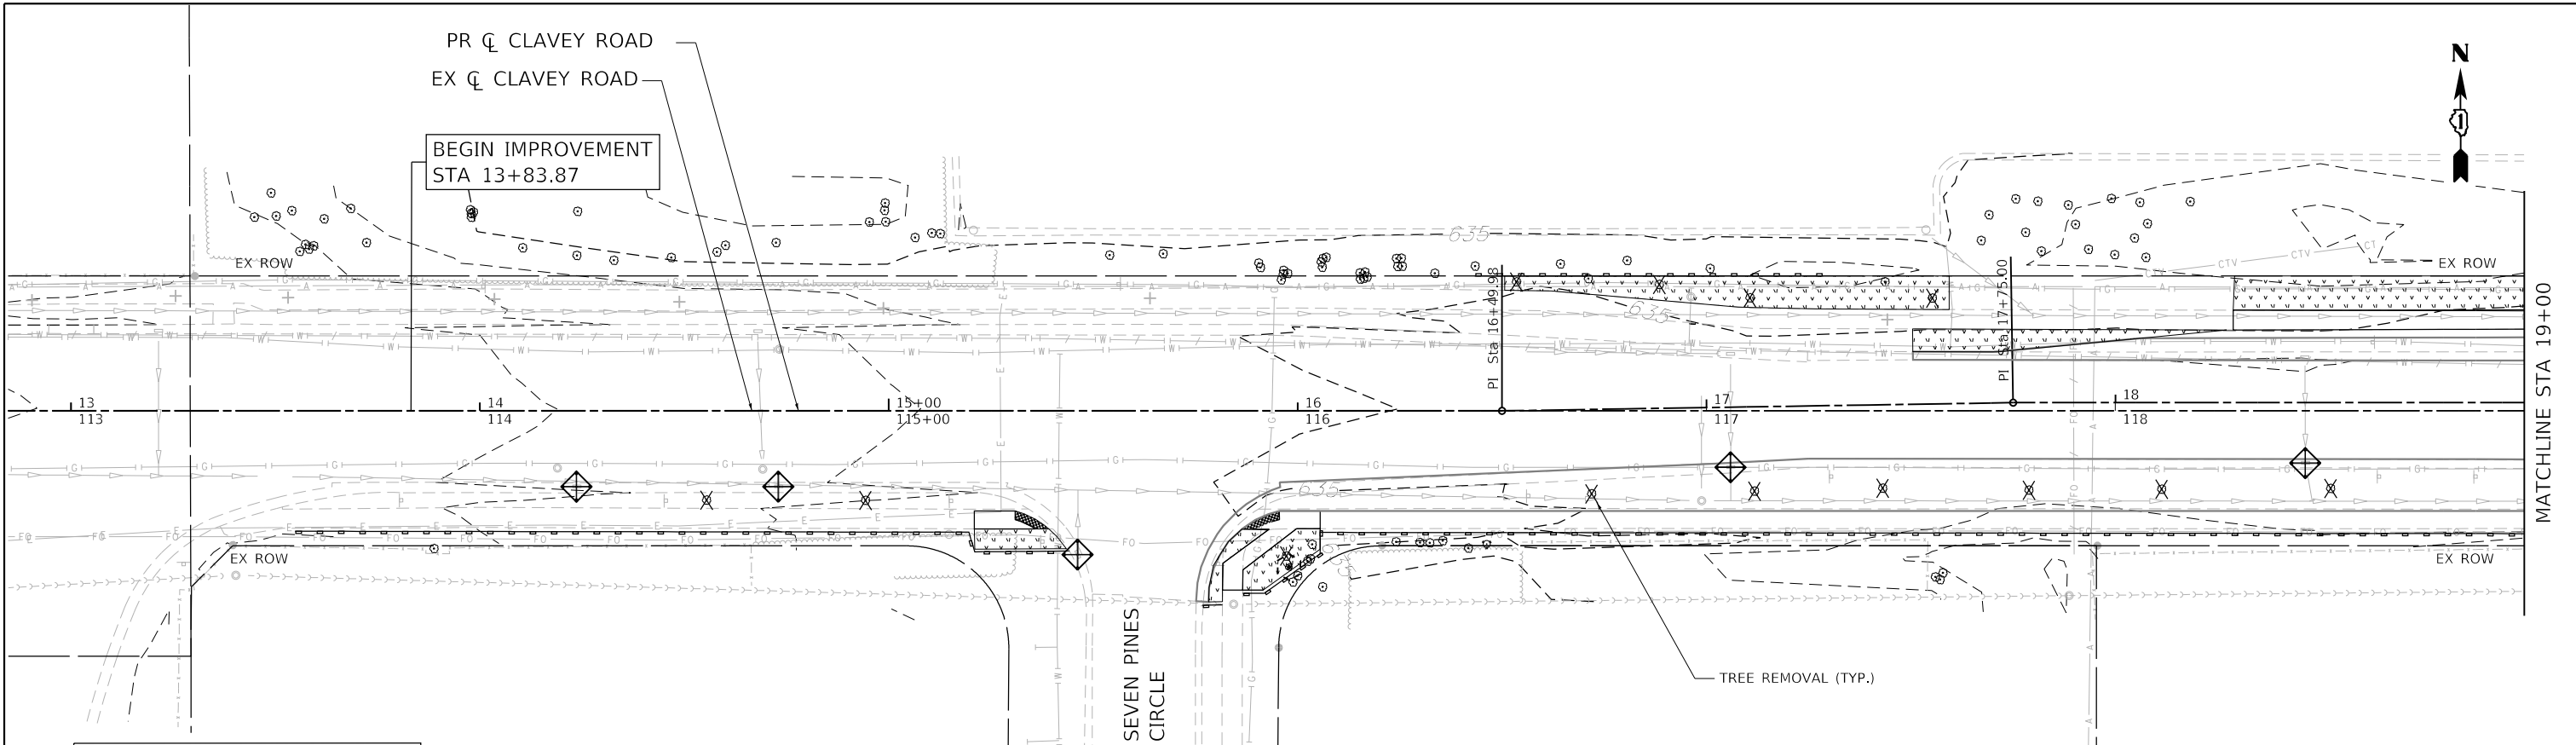 PR ℄ CLAVEY ROAD
EX ℄ CLAVEY ROAD
N
BEGIN IMPROVEMENT
STA 13+83.87
635
EX ROW
EX ROW
CTV
CTV
CT
635
PI Sta 16+49.98
PI Sta 17+75.00
MATCHLINE STA 19+00
13
14
15+00
16
17
18
113
114
115+00
116
117
118
635
EX ROW
EX ROW
SEVEN PINES
CIRCLE
TREE REMOVAL (TYP.)